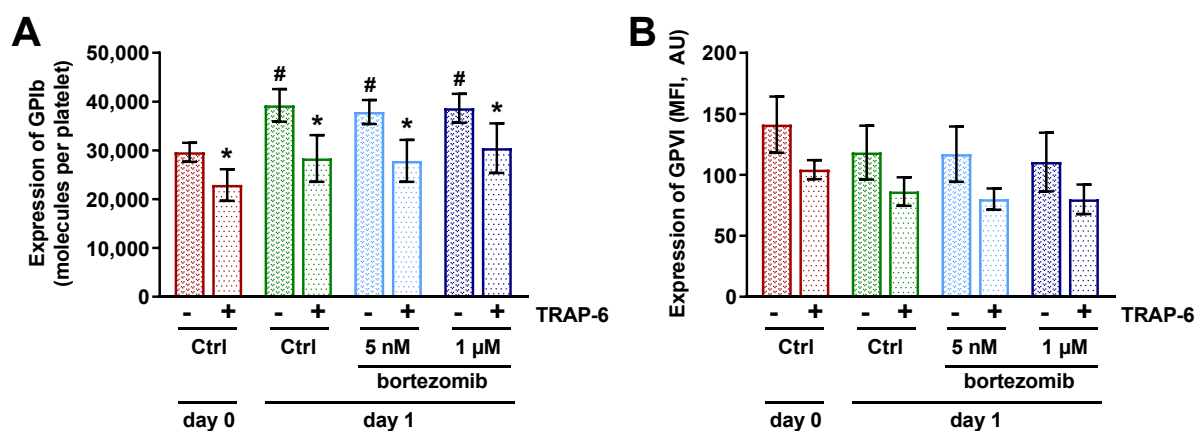 A
Expression of GPIb
(molecules per platelet)
50,000
40,000
30,000
20,000
10,000
0
# # #
* * * *
- + - + - + - + TRAP-6
Ctrl Ctrl 5 nM 1 µM
bortezomib
day 0 day 1
B
Expression of GPVI (MFI, AU)
200
150
100
50
0
- + - + - + - + TRAP-6
Ctrl Ctrl 5 nM 1 µM
bortezomib
day 0 day 1